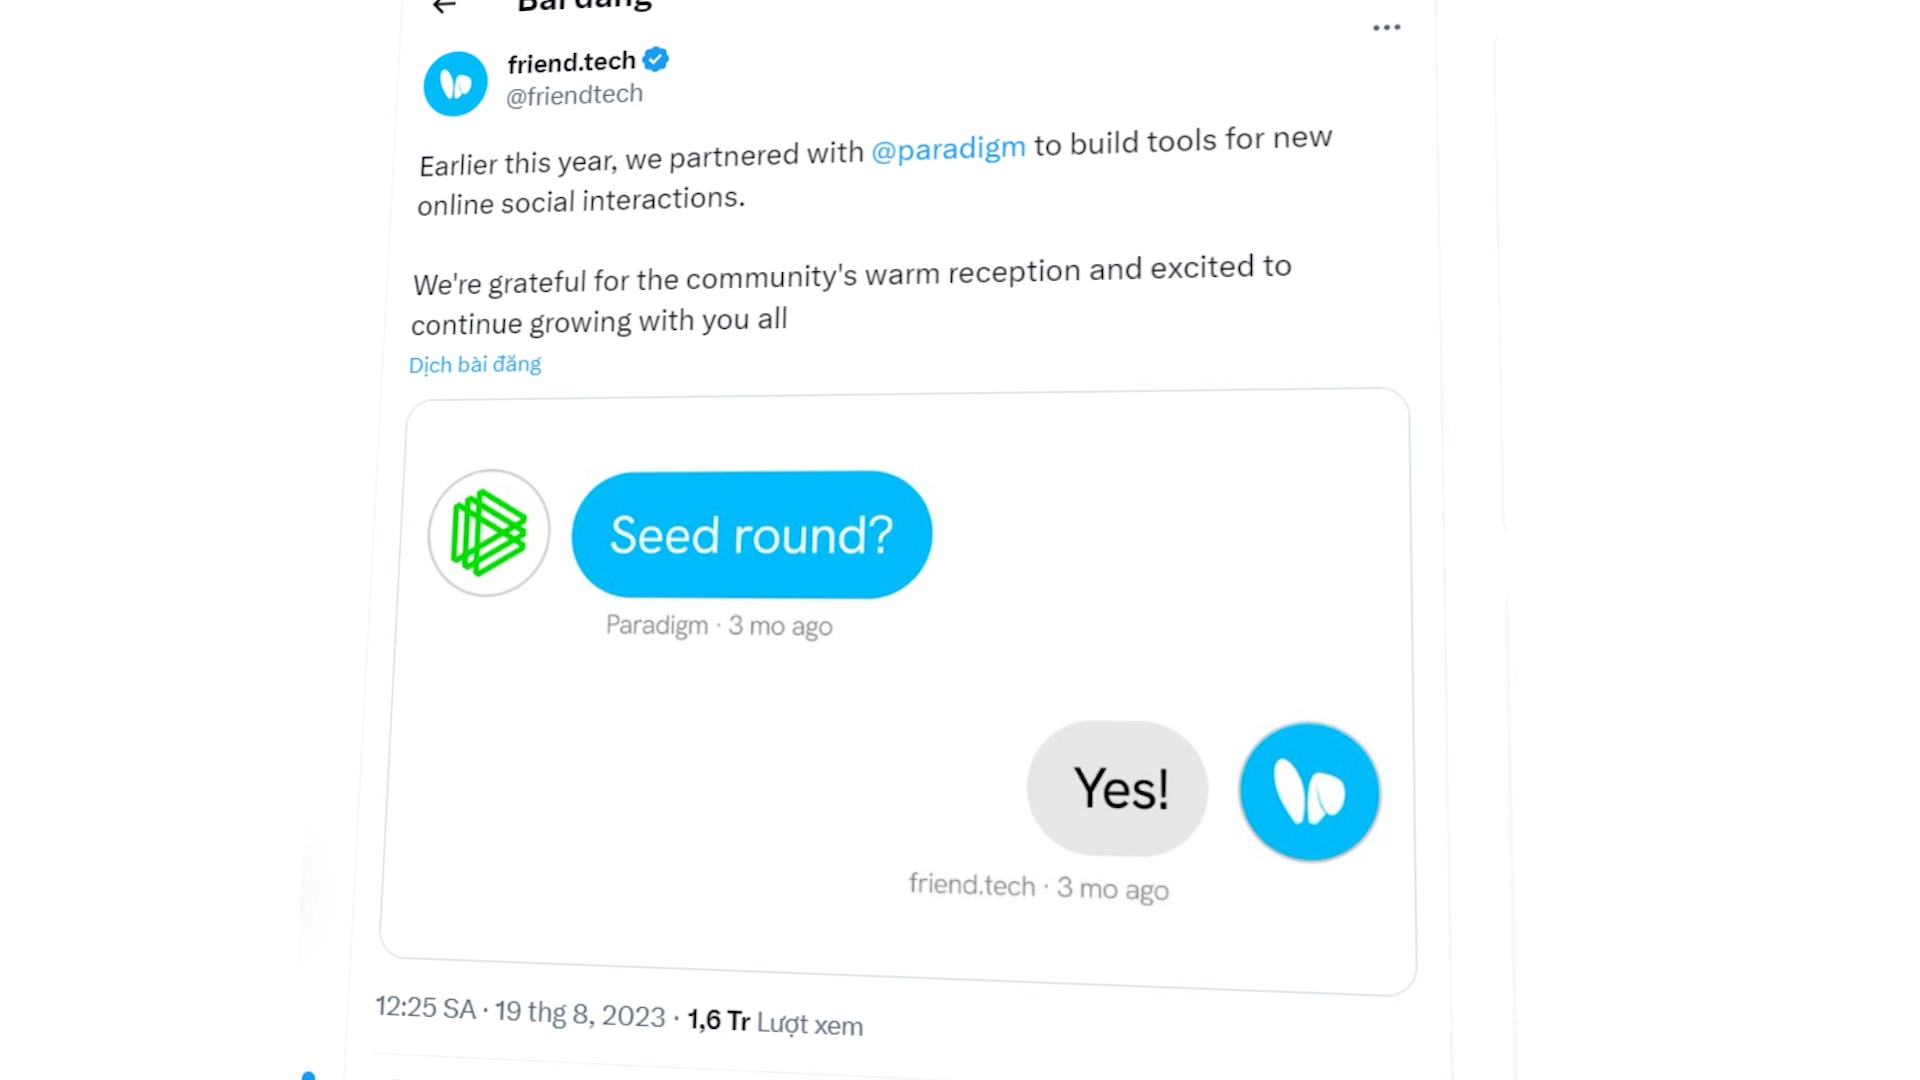 Bài đăng
friend.tech
@friendtech
Earlier this year, we partnered with @paradigm to build tools for new
online social interactions.
We're grateful for the community's warm reception and excited to
continue growing with you all
Dịch bài đăng
Seed round?
Paradigm · 3 mo ago
Yes!
friend.tech · 3 mo ago
12:25 SA · 19 thg 8, 2023 · 1,6 Tr Lượt xem